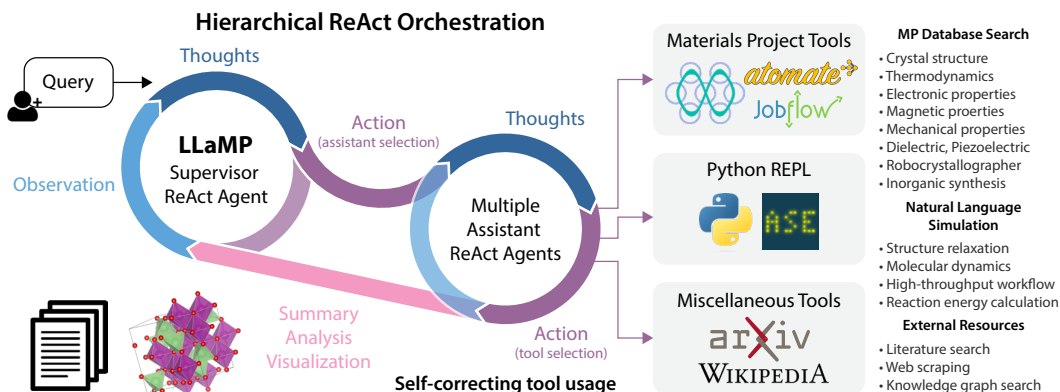 Hierarchical ReAct Orchestration
Query
Thoughts
LLaMP
Supervisor
ReAct Agent
Observation
Action
(assistant selection)
Thoughts
Multiple
Assistant
ReAct Agents
Action
(tool selection)
Summary
Analysis
Visualization
Self-correcting tool usage
Materials Project Tools
atomate
Jobflow
Python REPL
ASE
Miscellaneous Tools
arXiv
WIKIPEDIA
MP Database Search
• Crystal structure
• Thermodynamics
• Electronic properties
• Magnetic proerties
• Mechanical properties
• Dielectric, Piezoelectric
• Robocrystallographer
• Inorganic synthesis
Natural Language
Simulation
• Structure relaxation
• Molecular dynamics
• High-throughput workflow
• Reaction energy calculation
External Resources
• Literature search
• Web scraping
• Knowledge graph search